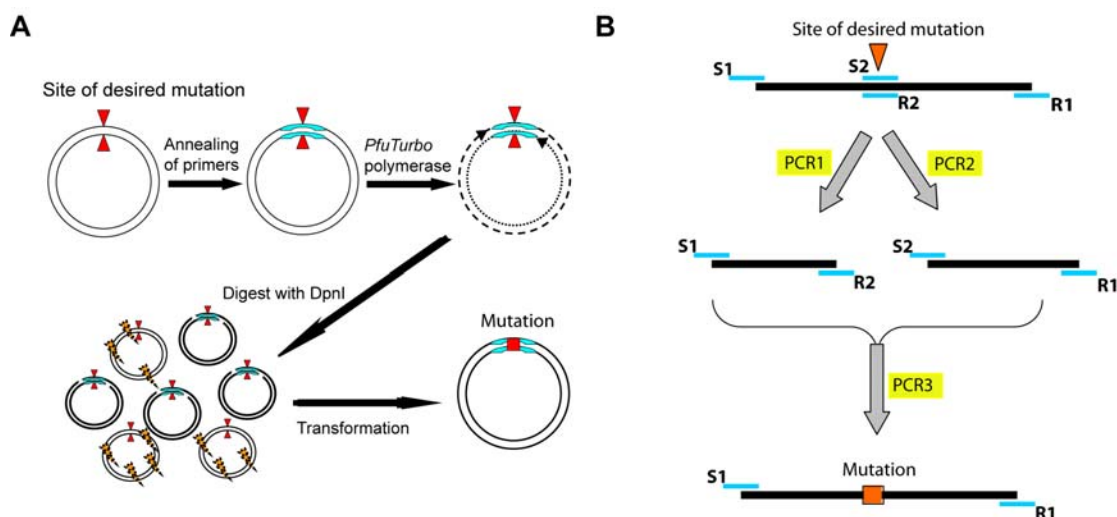 A
Site of desired mutation
Annealing
of primers
PfuTurbo
polymerase
Digest with DpnI
Mutation
Transformation
B
Site of desired mutation
S1
S2
R2
R1
PCR1
PCR2
S1
R2
S2
R1
PCR3
Mutation
S1
R1